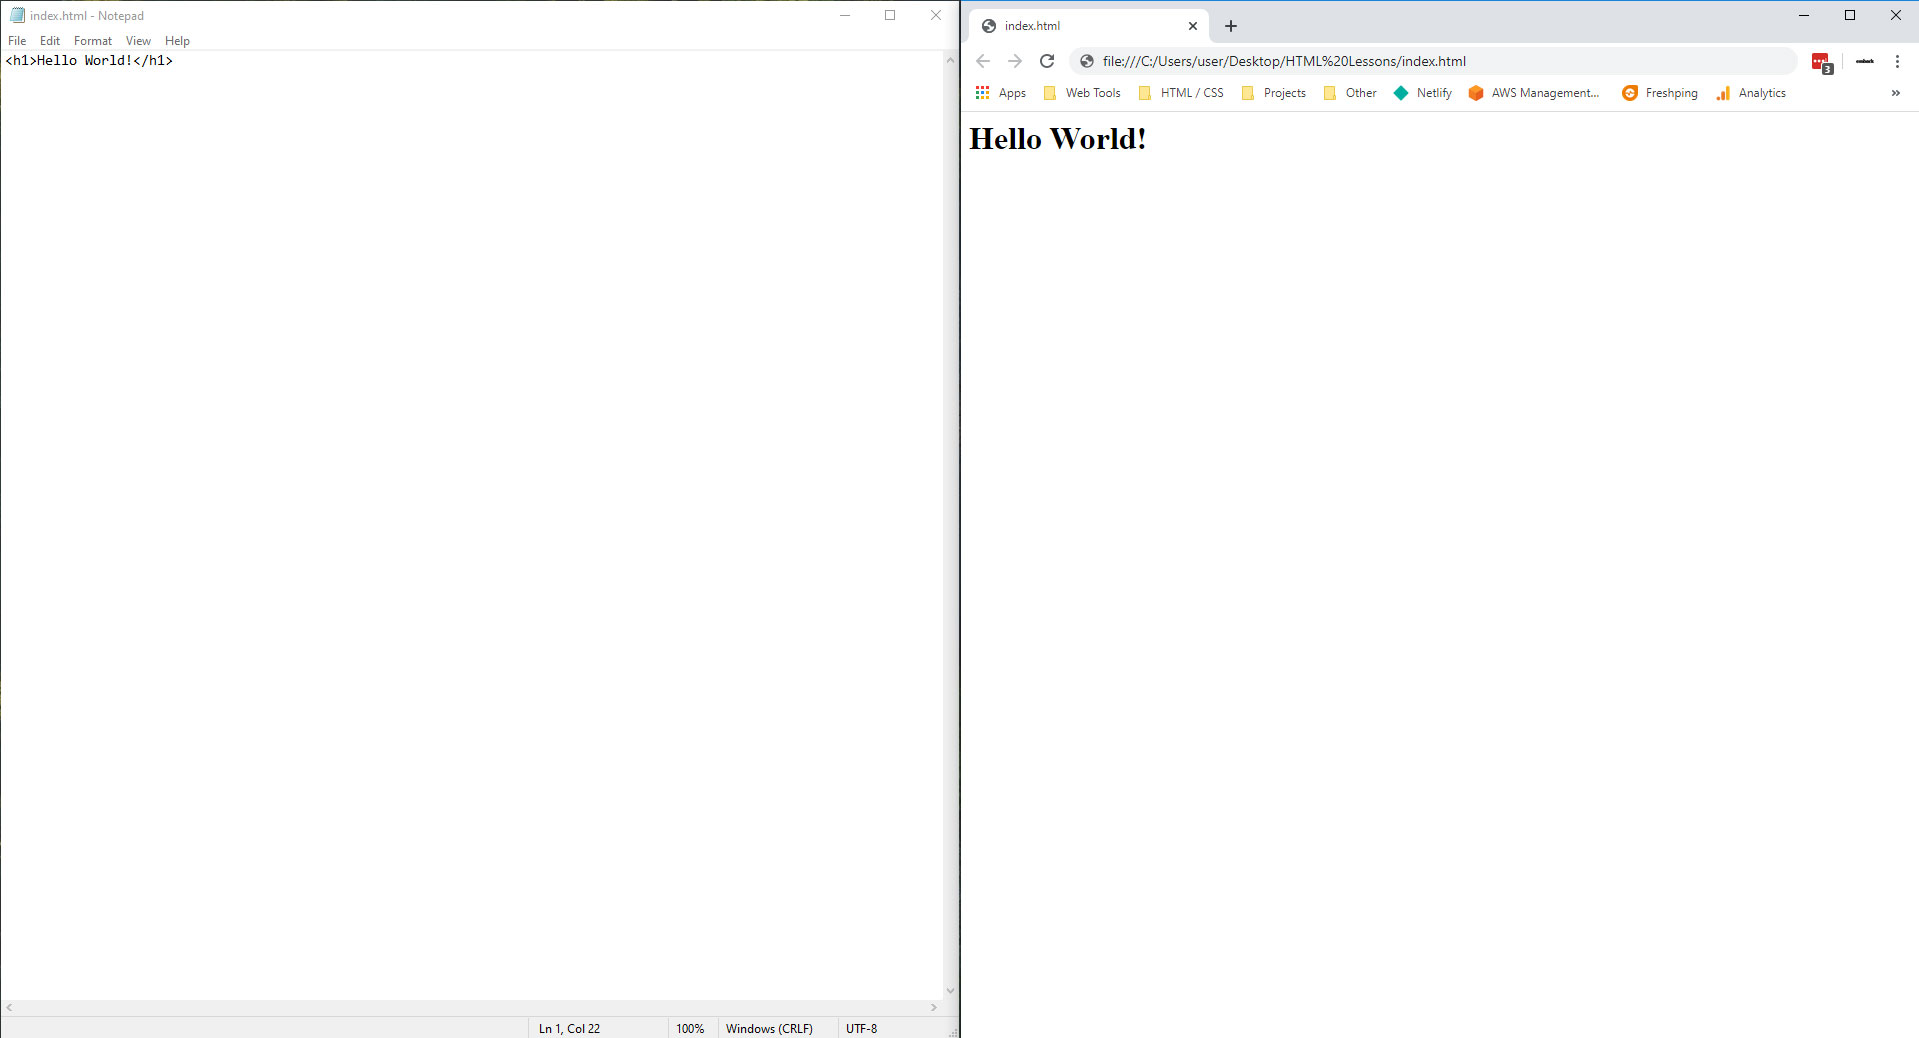 index.html - Notepad
File Edit Format View Help
<h1>Hello World!</h1>
Ln 1, Col 22 100% Windows (CRLF) UTF-8
index.html
file:///C:/Users/user/Desktop/HTML%20Lessons/index.html
3
Apps Web Tools HTML / CSS Projects Other Netlify AWS Management... Freshping Analytics »
Hello World!